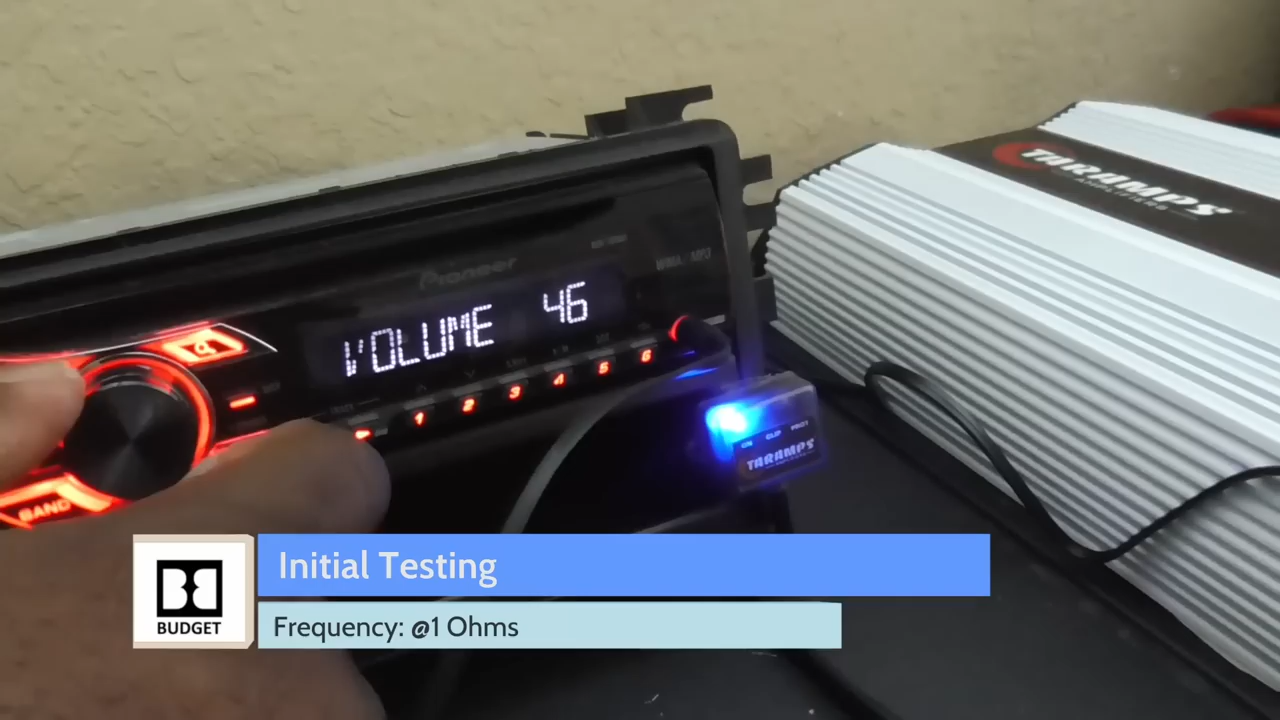 TARAMPS
AMPLIFIERS
Pioneer
WMA MP3
VOLUME 46
1 2 3 4 5 6
BAND
ON CLIP PROT
TARAMPS
Initial Testing
BUDGET
Frequency: @1 Ohms